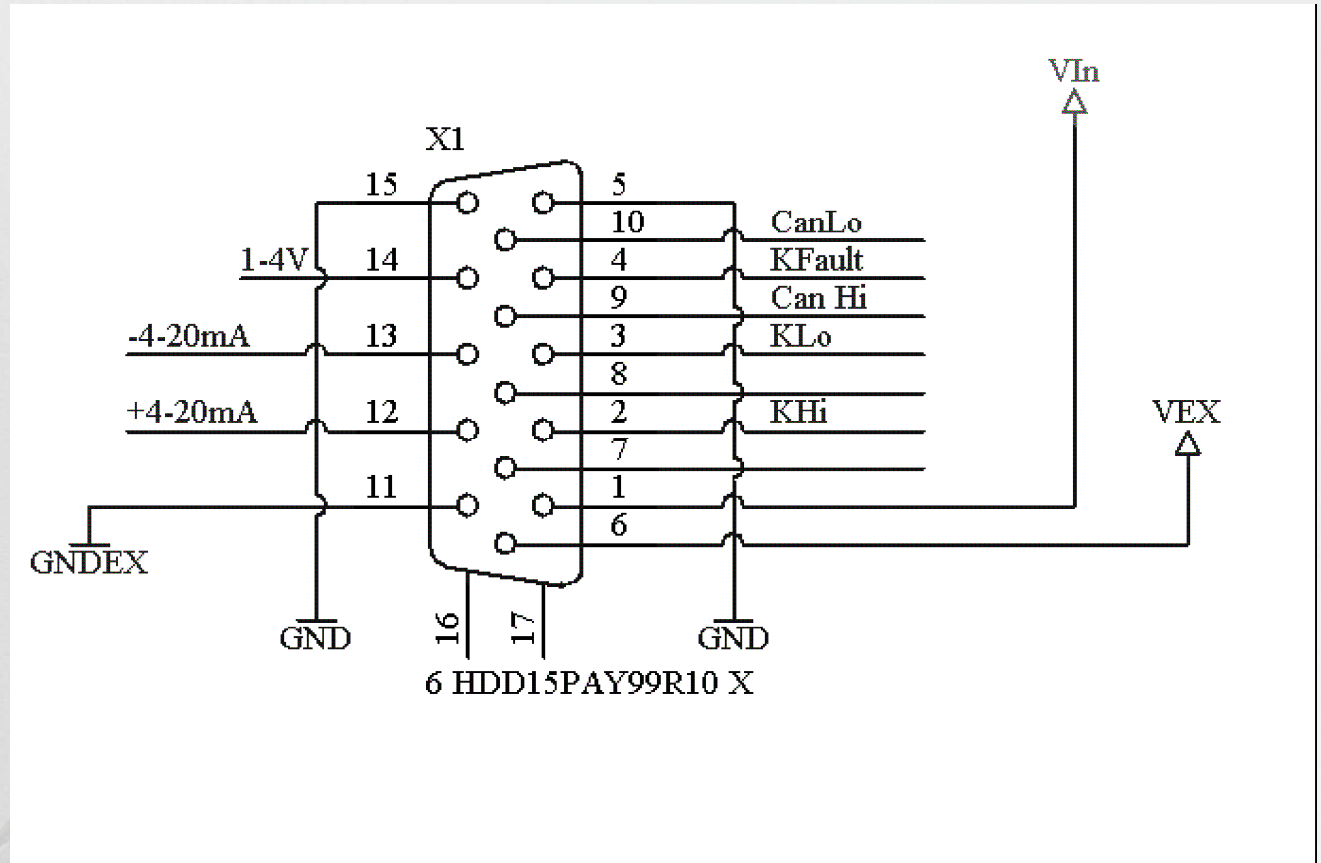 VIn
X1
15
5
10
CanLo
1-4V
14
4
KFault
9
Can Hi
-4-20mA
13
3
KLo
8
+4-20mA
12
2
KHi
VEX
7
11
1
6
GNDEX
GND
16
17
GND
6 HDD15PAY99R10 X